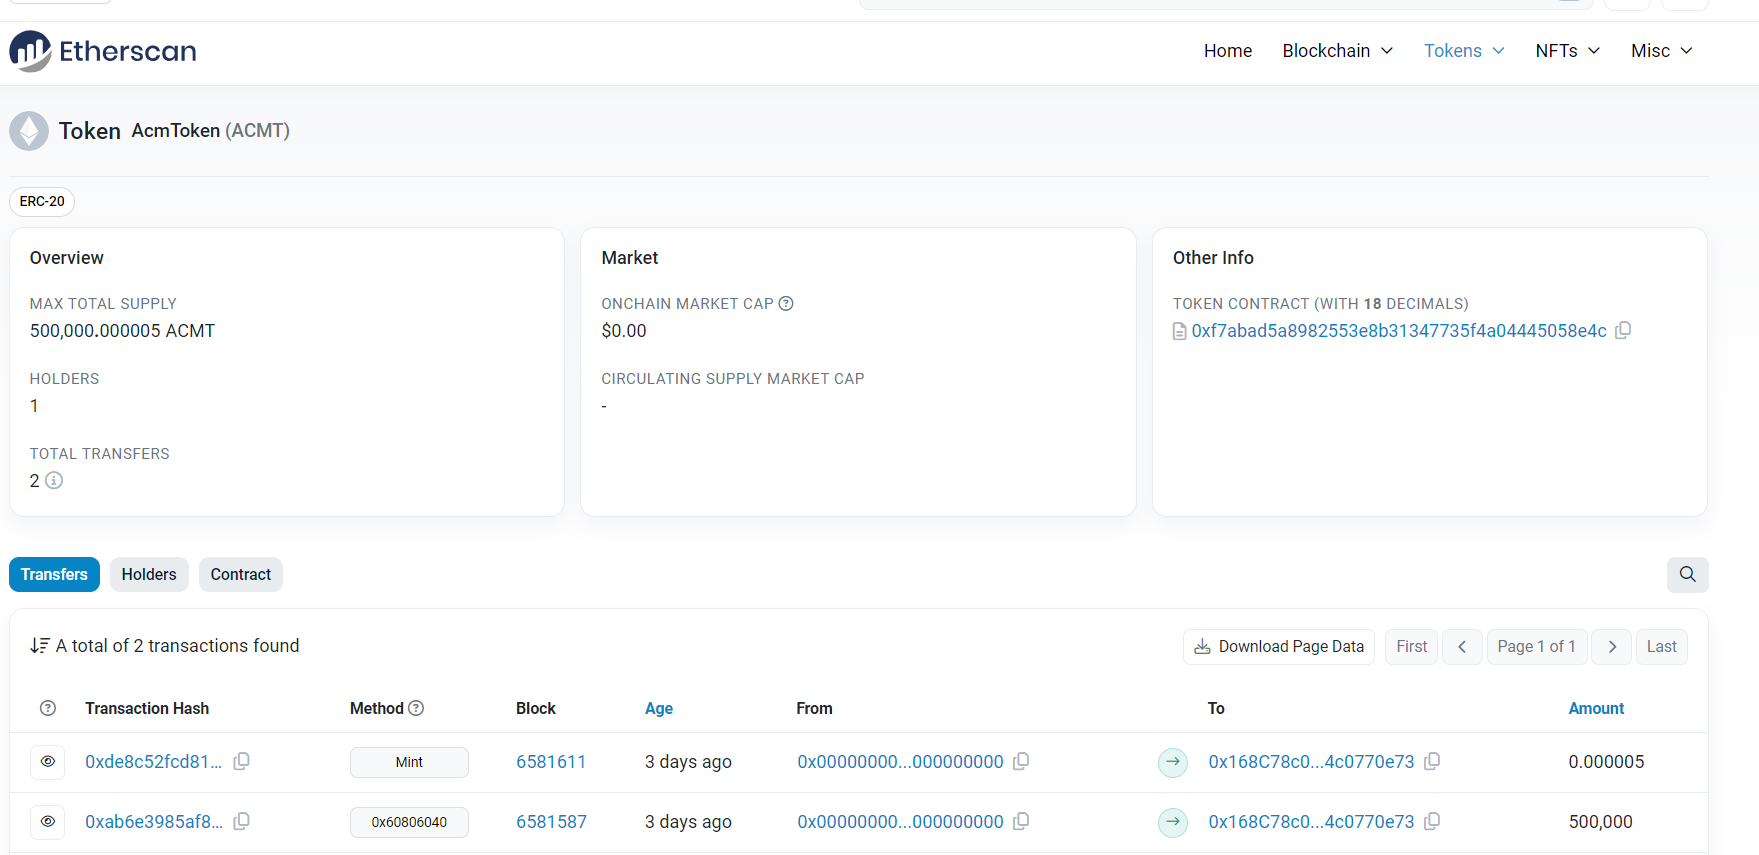 Etherscan
Home Blockchain Tokens NFTs Misc
Token AcmToken (ACMT)
ERC-20
Overview
MAX TOTAL SUPPLY
500,000.000005 ACMT
HOLDERS
1
TOTAL TRANSFERS
2
Market
ONCHAIN MARKET CAP
$0.00
CIRCULATING SUPPLY MARKET CAP
-
Other Info
TOKEN CONTRACT (WITH 18 DECIMALS)
0xf7abad5a8982553e8b31347735f4a04445058e4c
Transfers Holders Contract
A total of 2 transactions found
Download Page Data First Page 1 of 1 Last
Transaction Hash Method Block Age From To Amount
0xde8c52fcd81... Mint 6581611 3 days ago 0x00000000...000000000 0x168C78c0...4c0770e73 0.000005
0xab6e3985af8... 0x60806040 6581587 3 days ago 0x00000000...000000000 0x168C78c0...4c0770e73 500,000